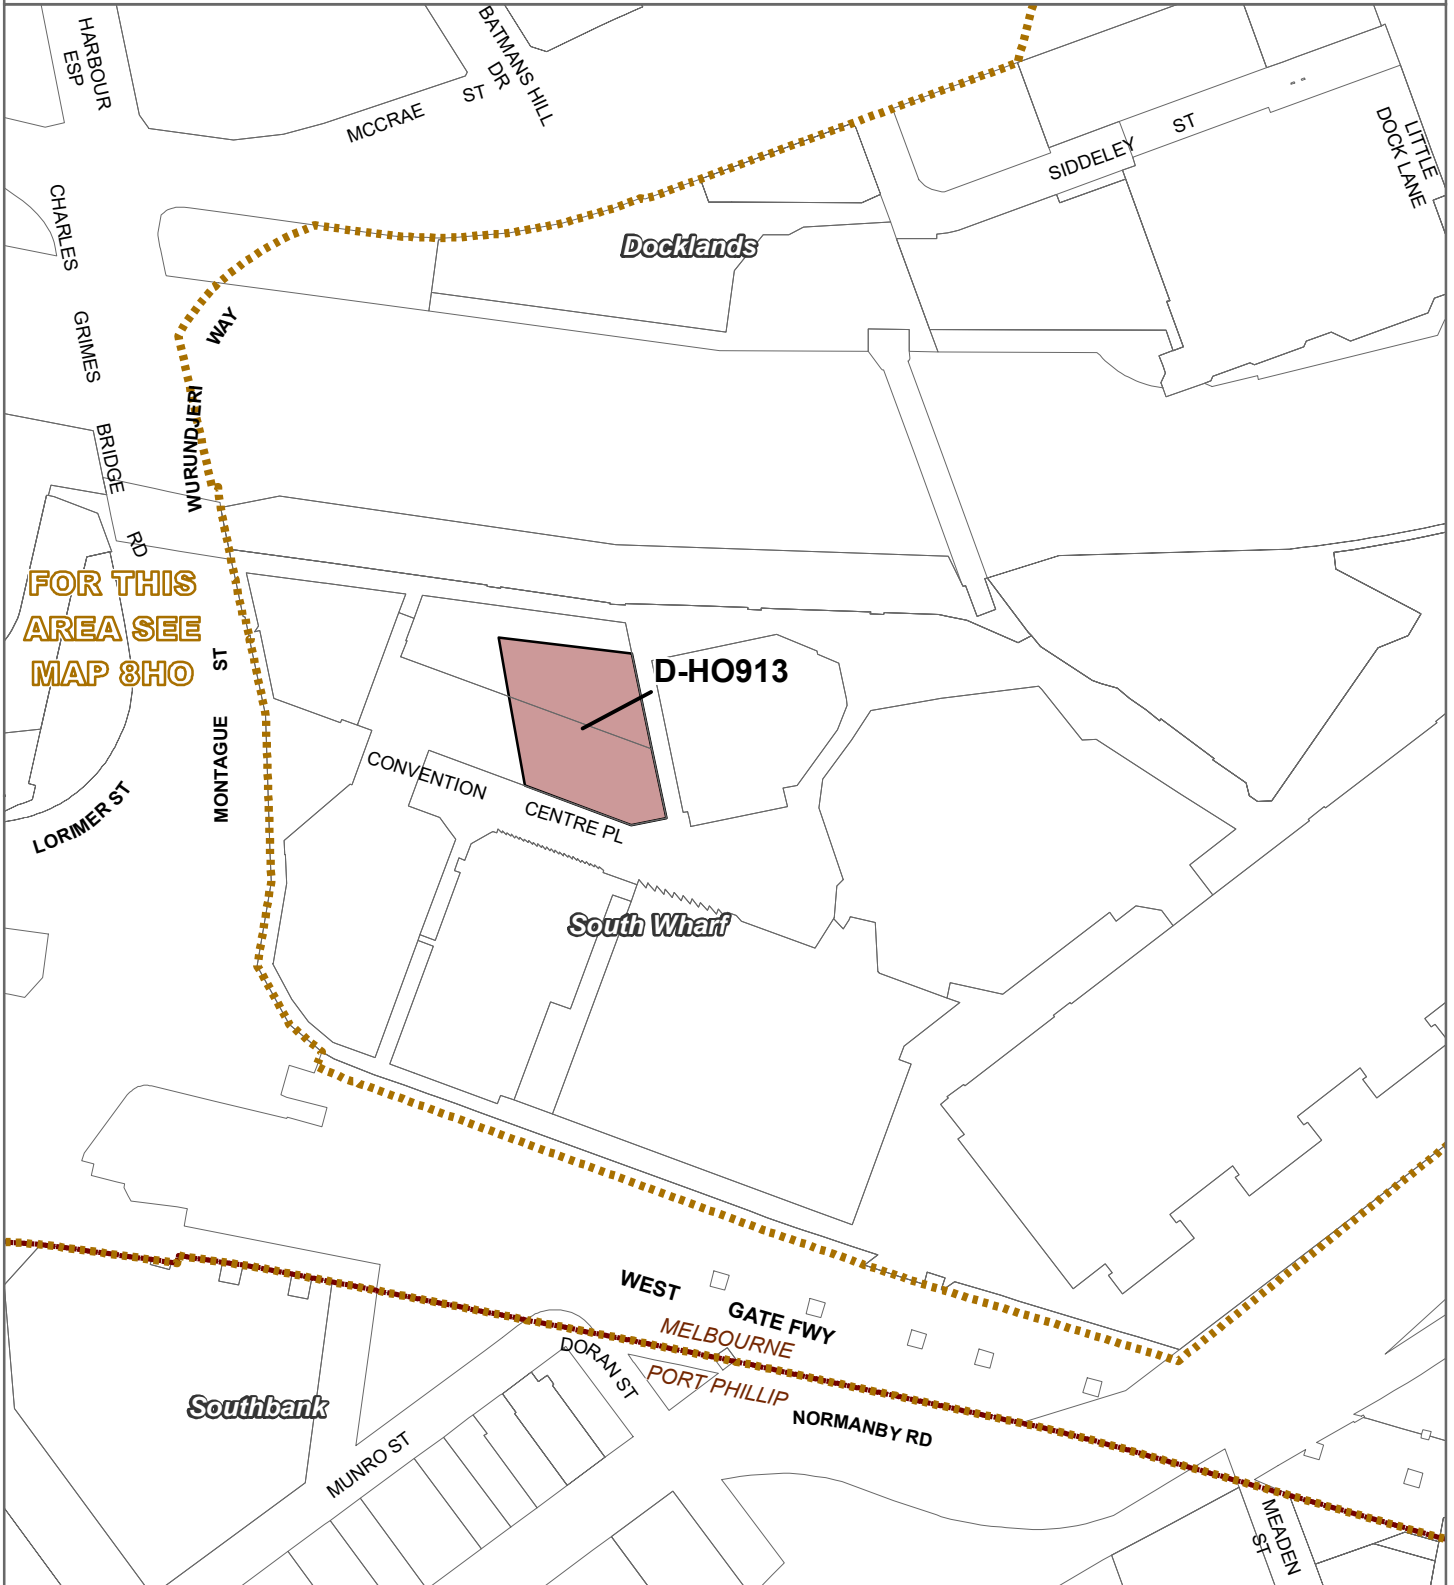 HARBOUR
ESP
BATMANS HILL
DR
MCCRAE ST
SIDDELEY ST
LITTLE
DOCK LANE
CHARLES GRIMES BRIDGE RD
Docklands
WURUNDJERI WAY
FOR THIS
AREA SEE
MAP 8HO
MONTAGUE ST
D-HO913
CONVENTION CENTRE PL
LORIMER ST
South Wharf
WEST GATE FWY
MELBOURNE
PORT PHILLIP
DORAN ST
NORMANBY RD
Southbank
MUNRO ST
MEADEN
ST